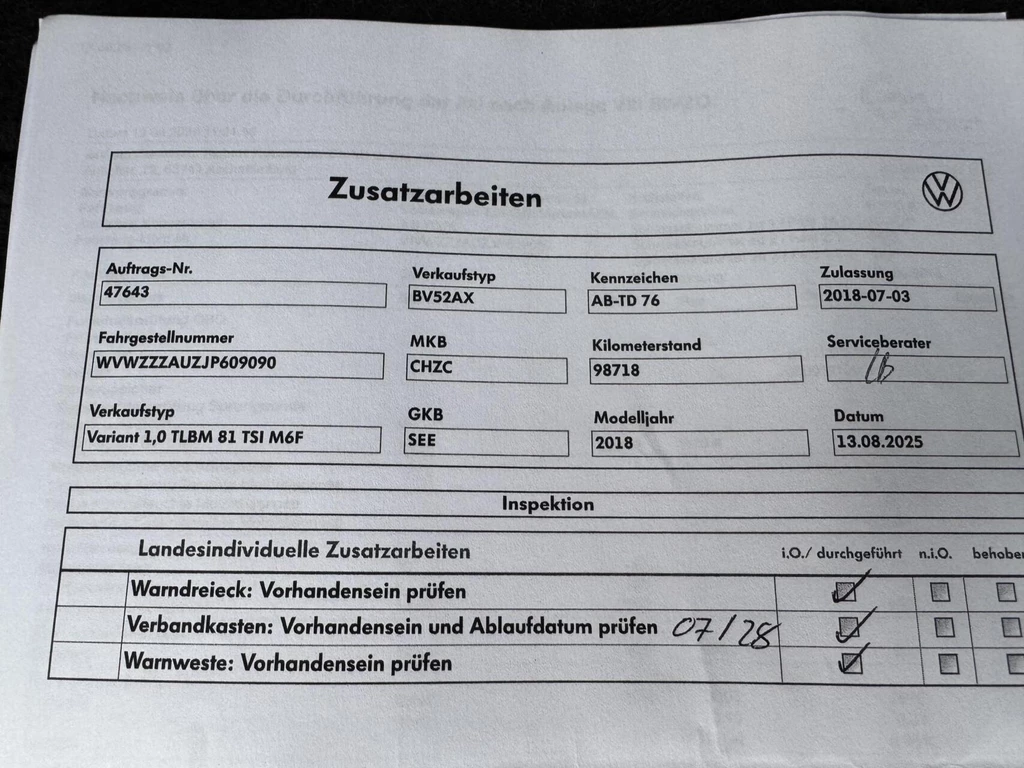 Zusatzarbeiten
Auftrags-Nr. Verkaufstyp Kennzeichen Zulassung
47643 BV52AX AB-TD 76 2018-07-03
Fahrgestellnummer MKB Kilometerstand Serviceberater
WVWZZZAUZJP609090 CHZC 98718
Verkaufstyp GKB Modelljahr Datum
Variant 1,0 TLBM 81 TSI M6F SEE 2018 13.08.2025
Inspektion
Landesindividuelle Zusatzarbeiten i.O./ durchgeführt n.i.O. behoben
Warndreieck: Vorhandensein prüfen
Verbandkasten: Vorhandensein und Ablaufdatum prüfen 07/28
Warnweste: Vorhandensein prüfen